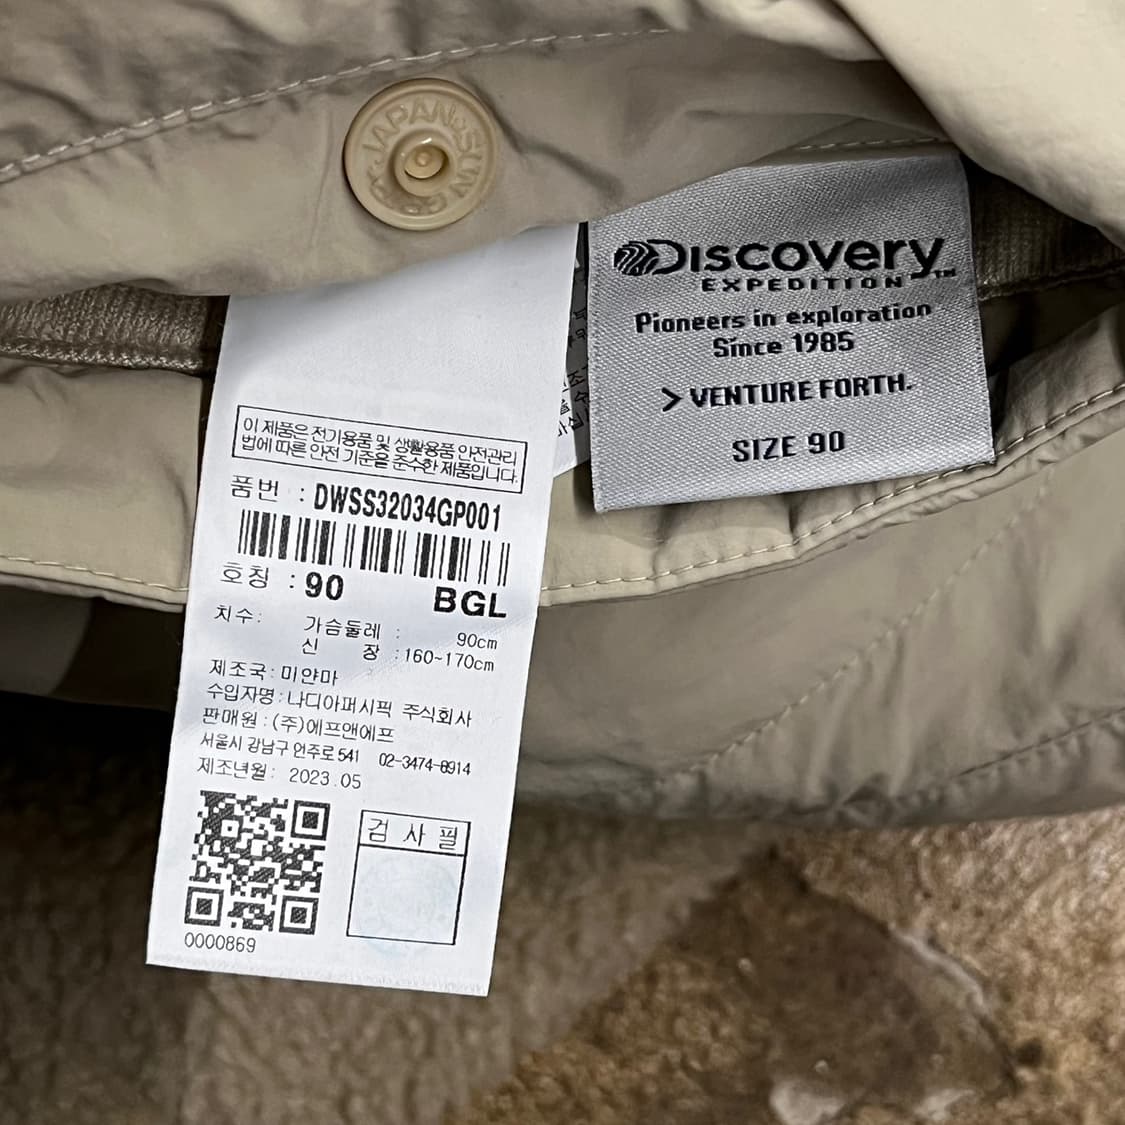 JAPAN
Discovery
EXPEDITION™
Pioneers in exploration
Since 1985
> VENTURE FORTH.
SIZE 90
이 제품은 전기용품 및 생활용품 안전관리
법에 따른 안전 기준을 준수한 제품입니다.
품번 : DWSS32034GP001
호칭 : 90 BGL
치수: 가슴둘레 : 90cm
신 장 :160~170cm
제조국: 미얀마
수입자명: 나디아퍼시픽 주식회사
판매원 : (주)에프앤에프
서울시 강남구 언주로 541 02-3474-8914
제조년월: 2023.05
검 사 필
0000869